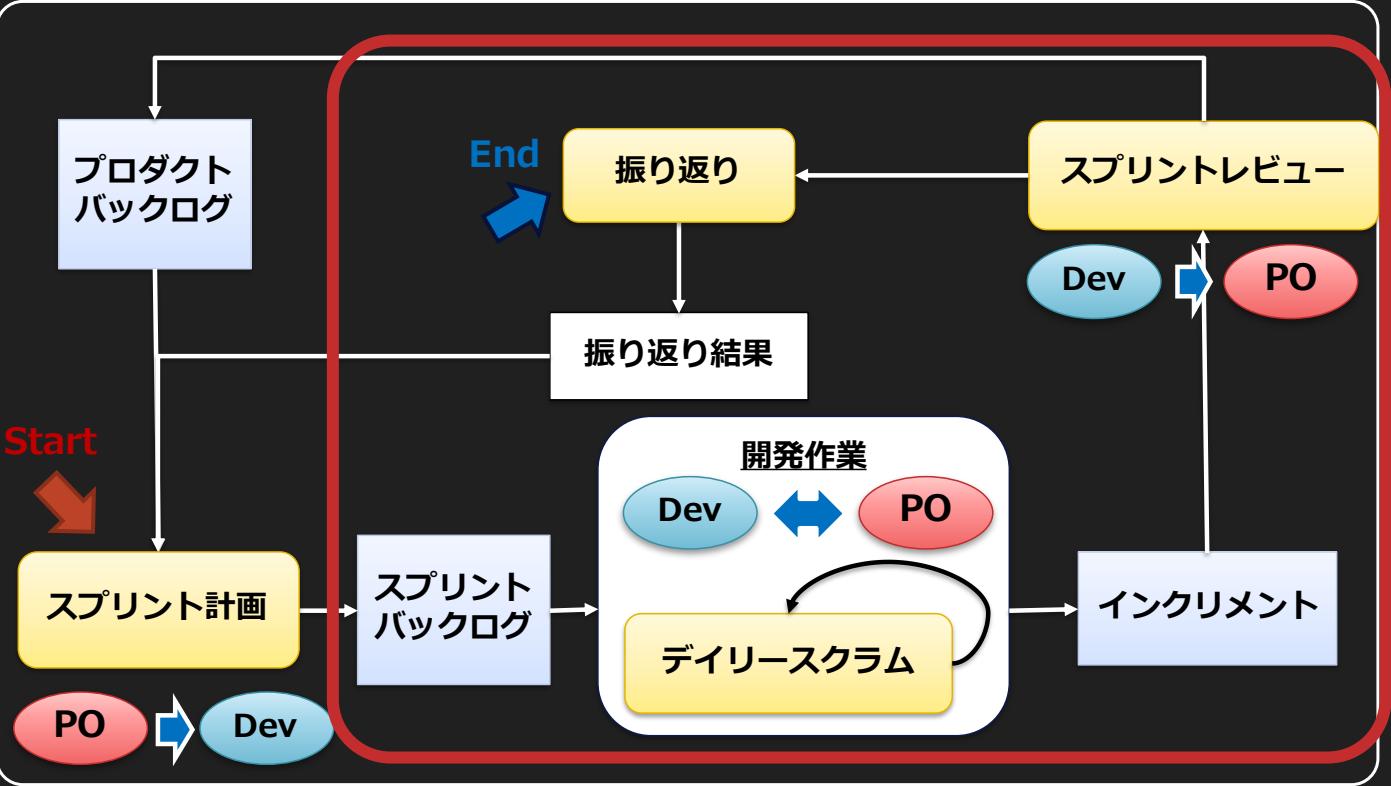 プロダクト
バックログ
End
振り返り
スプリントレビュー
Dev
PO
振り返り結果
Start
開発作業
Dev
PO
スプリント計画
スプリント
バックログ
デイリースクラム
インクリメント
PO
Dev